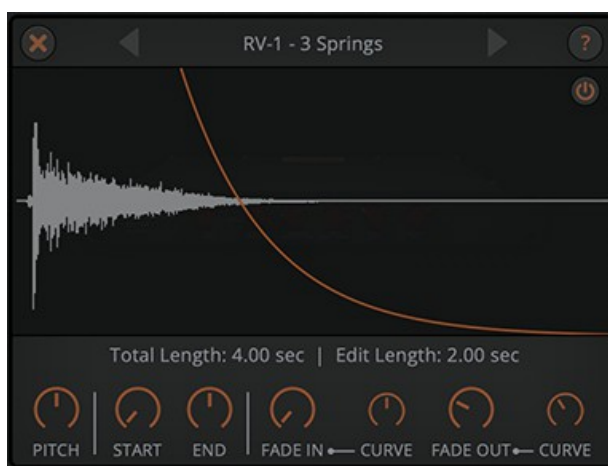 RV-1 - 3 Springs ?
Total Length: 4.00 sec | Edit Length: 2.00 sec
PITCH START END FADE IN CURVE FADE OUT CURVE